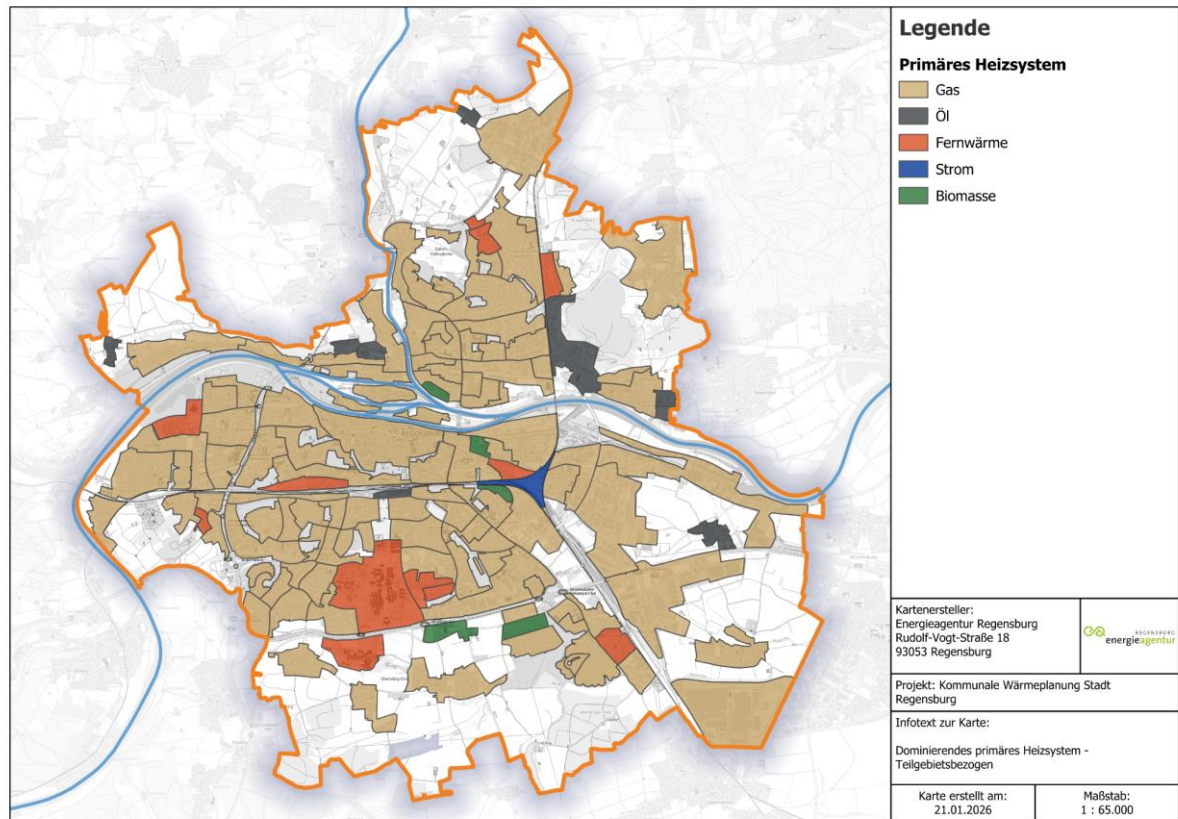 Legende
Primäres Heizsystem
Gas
Öl
Fernwärme
Strom
Biomasse
REGENSBURG
Kartenersteller:
Energieagentur Regensburg
Rudolf-Vogt-Straße 18
93053 Regensburg
REGENSBURG
energieagentur
Projekt: Kommunale Wärmeplanung Stadt
Regensburg
Infotext zur Karte:
Dominierendes primäres Heizsystem -
Teilgebietsbezogen
Karte erstellt am:
21.01.2026
Maßstab:
1 : 65.000